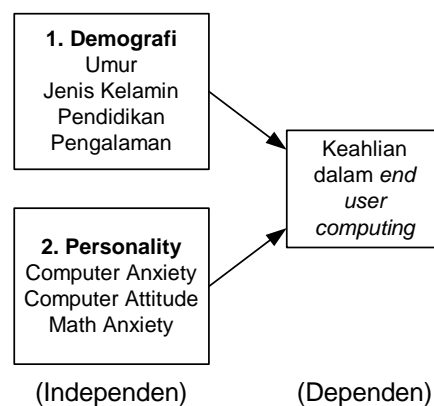 1. Demografi
Umur
Jenis Kelamin
Pendidikan
Pengalaman
Keahlian
dalam end
user
computing
2. Personality
Computer Anxiety
Computer Attitude
Math Anxiety
(Independen)
(Dependen)